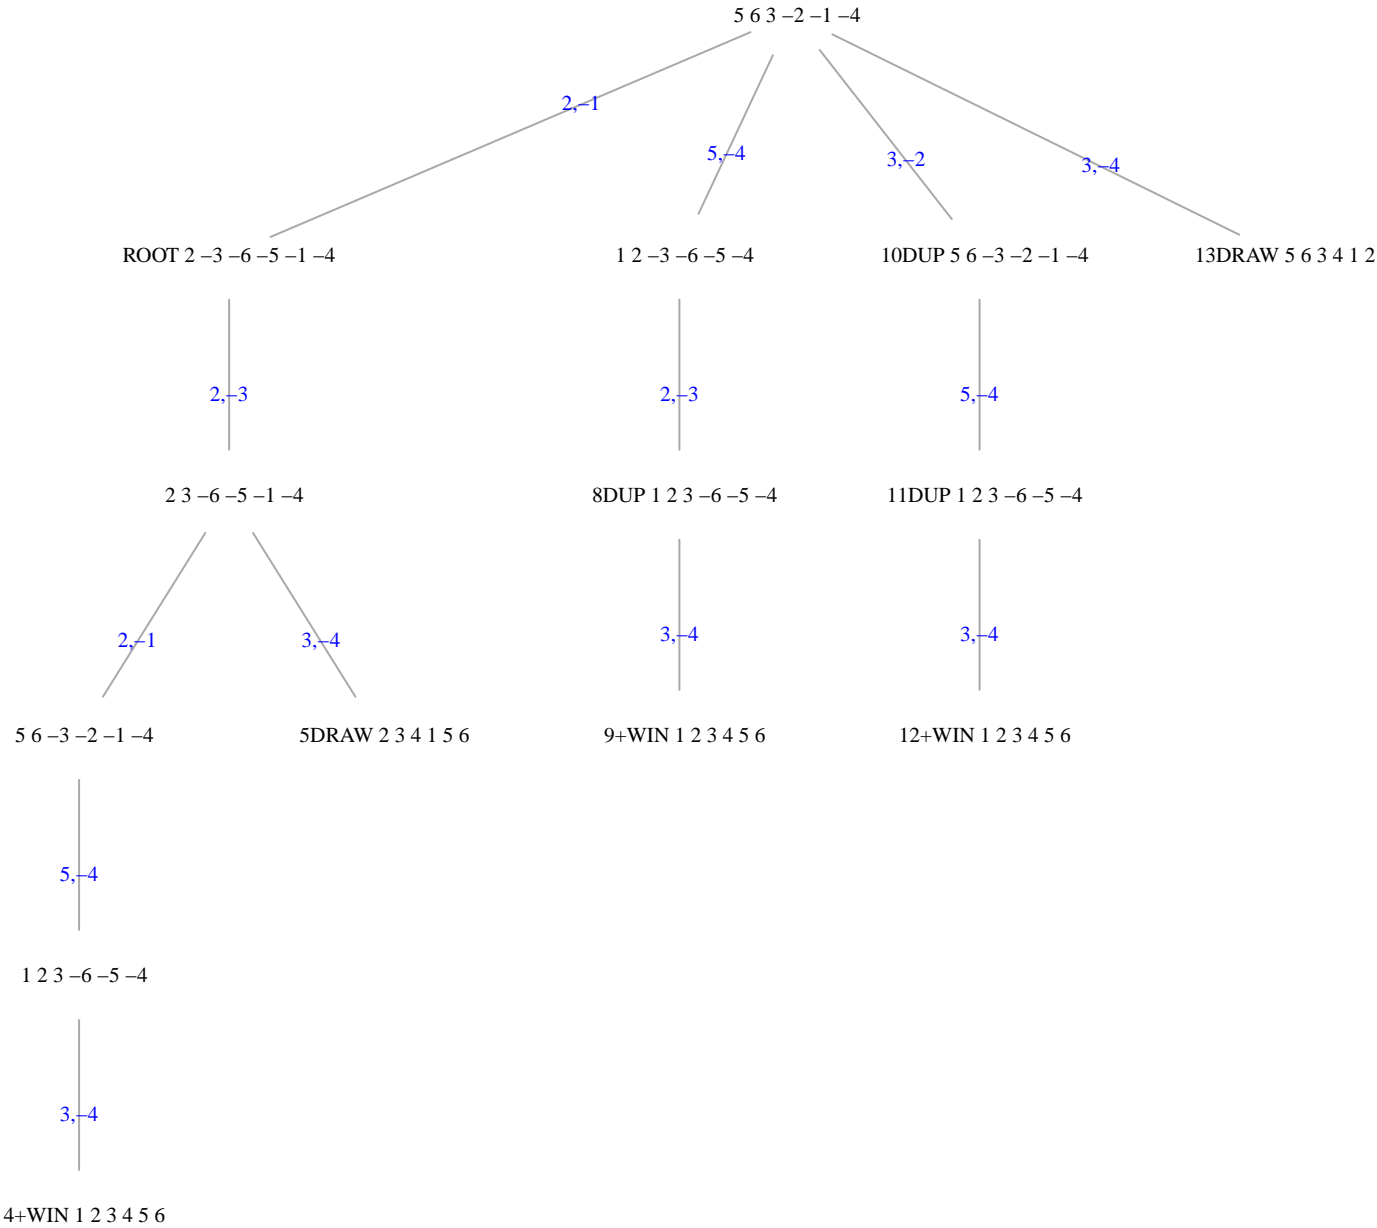 5 6 3 –2 –1 –4
2,–1
5,–4
3,–2
3,–4
ROOT 2 –3 –6 –5 –1 –4
1 2 –3 –6 –5 –4
10DUP 5 6 –3 –2 –1 –4
13DRAW 5 6 3 4 1 2
2,–3
2,–3
5,–4
2 3 –6 –5 –1 –4
8DUP 1 2 3 –6 –5 –4
11DUP 1 2 3 –6 –5 –4
2,–1
3,–4
3,–4
3,–4
5 6 –3 –2 –1 –4
5DRAW 2 3 4 1 5 6
9+WIN 1 2 3 4 5 6
12+WIN 1 2 3 4 5 6
5,–4
1 2 3 –6 –5 –4
3,–4
4+WIN 1 2 3 4 5 6